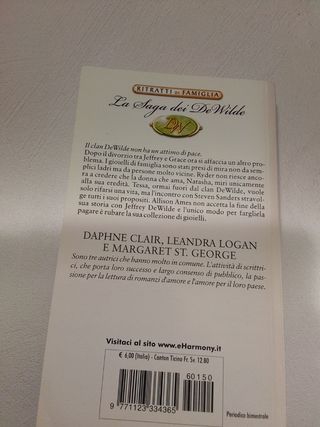 RITRATTI DI FAMIGLIA
La Saga dei DeWilde
DW
Il clan DeWilde non ha un attimo di pace.
Dopo il divorzio tra Jeffrey e Grace ora si affaccia un altro pro-
blema. I gioielli di famiglia sono stati presi di mira non da sem-
plici ladri ma da persone molto vicine. Ryder non riesce ancor-
a a credere che la donna che ama, Natasha, miri unicamente
alla sua eredità. Tessa, ormai fuori dal clan DeWilde, vuole
solo rifarsi una vita, ma l'incontro con Steven Sanders stravol-
ge tutti i suoi propositi. Allison Ames non accetta la fine della
sua storia con Jeffrey DeWilde e l'unico modo per fargliela
pagare è rubare la sua collezione di gioielli.
DAPHNE CLAIR, LEANDRA LOGAN
E MARGARET ST. GEORGE
Sono tre autrici che hanno molto in comune. L'attività di scrittri-
ci, che porta loro successo e largo consenso di pubblico, la pas-
sione per la lettura di romanzi d'amore e l'amore per il loro paese.
Visitaci al sito www.eHarmony.it
€ 6,00 (Italia) - Canton Ticino Fr. Sv. 12.80
60150
9 771123 334365
Periodico bimestrale